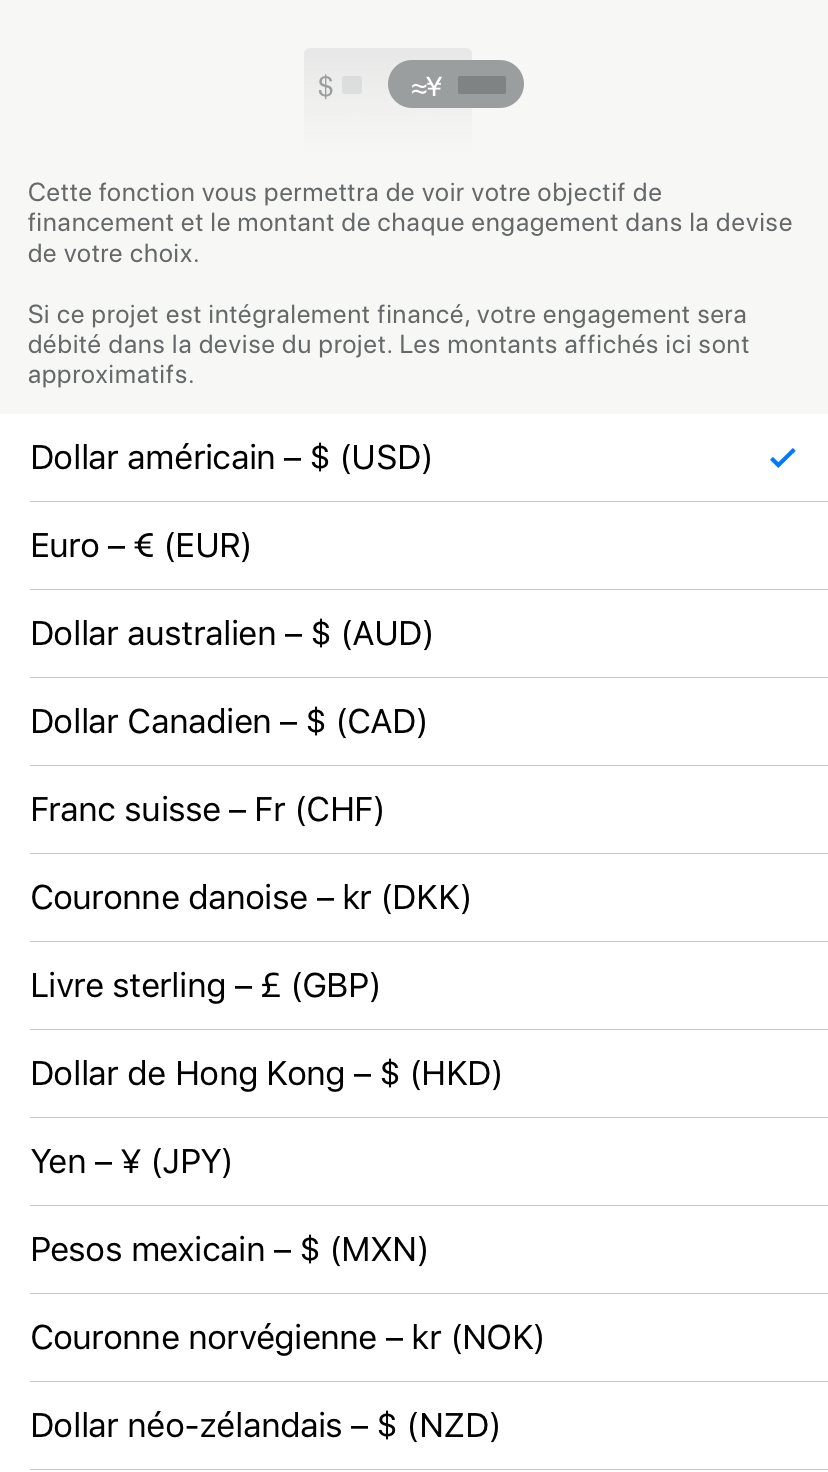 $ ≈¥
Cette fonction vous permettra de voir votre objectif de
financement et le montant de chaque engagement dans la devise
de votre choix.
Si ce projet est intégralement financé, votre engagement sera
débité dans la devise du projet. Les montants affichés ici sont
approximatifs.
Dollar américain – $ (USD)
Euro – € (EUR)
Dollar australien – $ (AUD)
Dollar Canadien – $ (CAD)
Franc suisse – Fr (CHF)
Couronne danoise – kr (DKK)
Livre sterling – £ (GBP)
Dollar de Hong Kong – $ (HKD)
Yen – ¥ (JPY)
Pesos mexicain – $ (MXN)
Couronne norvégienne – kr (NOK)
Dollar néo-zélandais – $ (NZD)